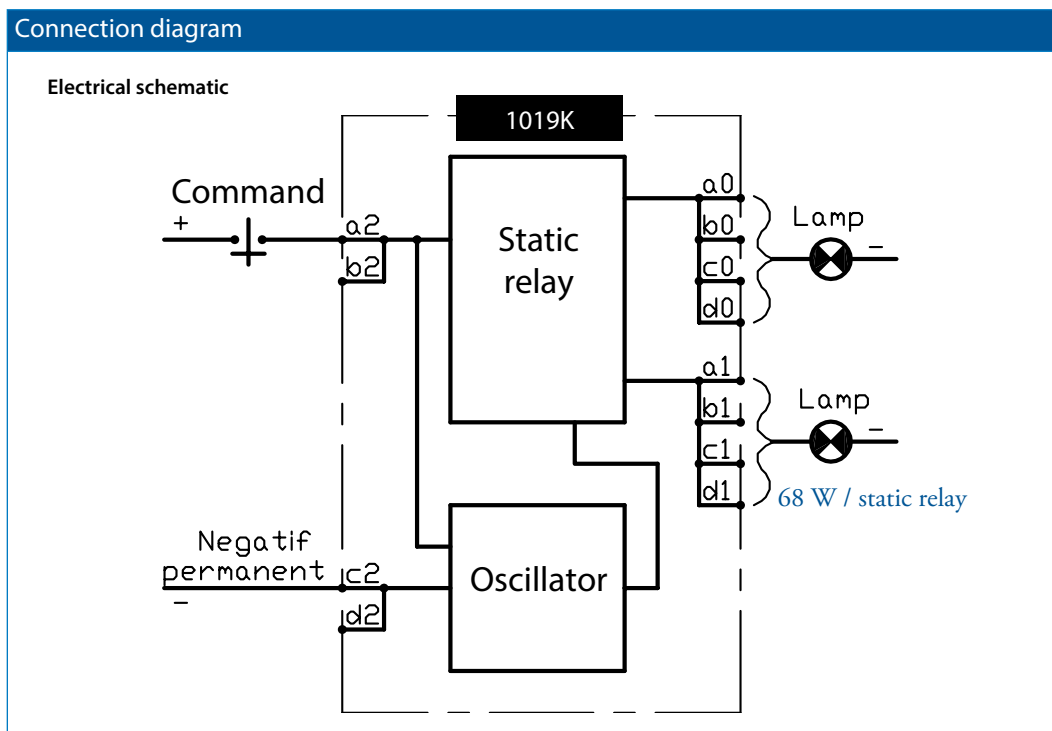 Connection diagram
Electrical schematic
1019K
Command
+
a2
b2
Static
relay
a0
b0
c0
d0
Lamp
-
a1
b1
c1
d1
Lamp
-
68 W / static relay
Negatif
permanent
-
c2
d2
Oscillator